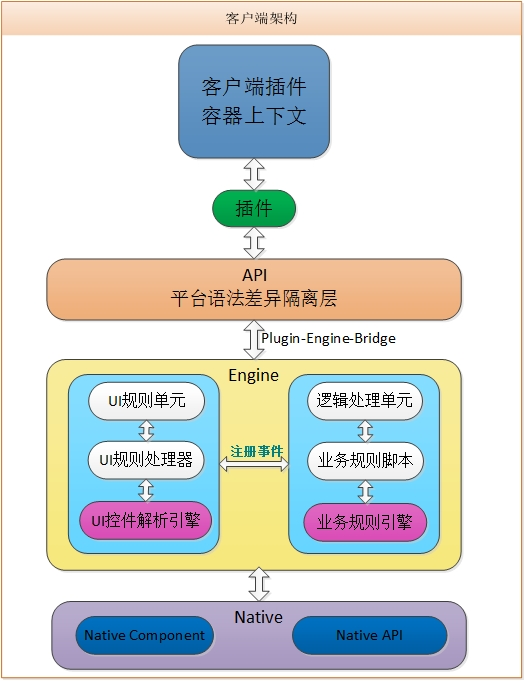 客户端架构
客户端插件
容器上下文
插件
API
平台语法差异隔离层
Plugin-Engine-Bridge
Engine
UI规则单元
UI规则处理器
UI控件解析引擎
注册事件
逻辑处理单元
业务规则脚本
业务规则引擎
Native
Native Component
Native API